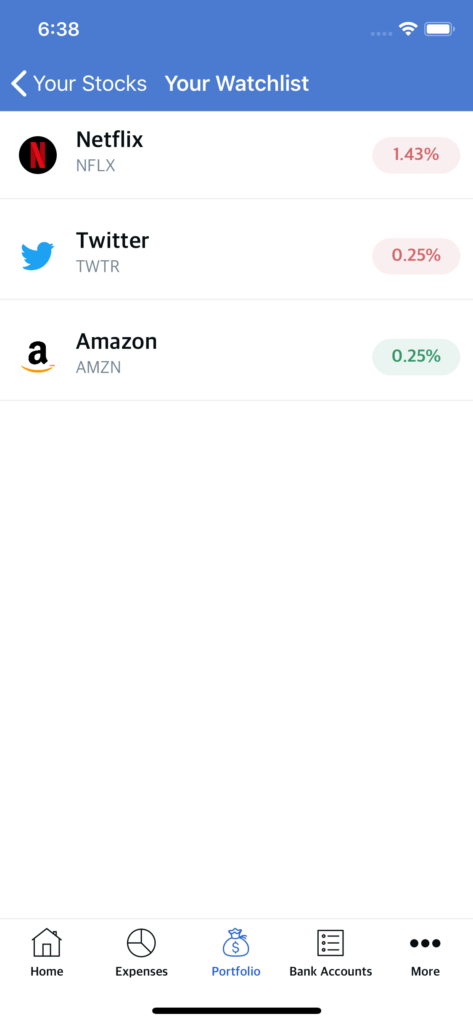 6:38
Your Stocks Your Watchlist
Netflix
NFLX
1.43%
Twitter
TWTR
0.25%
Amazon
AMZN
0.25%
Home Expenses Portfolio Bank Accounts More